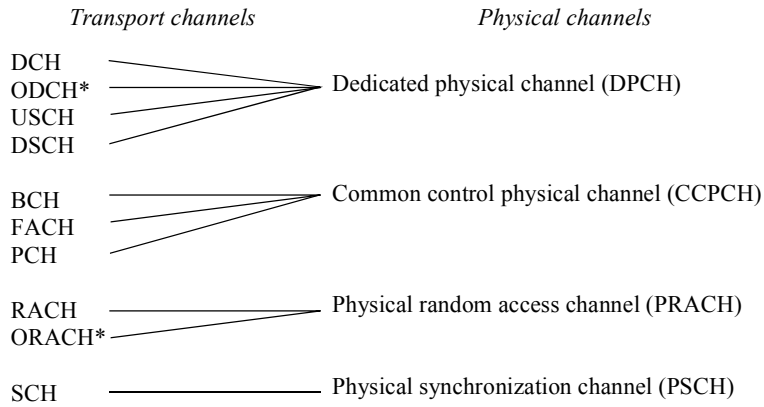 Transport channels Physical channels
DCH
ODCH* Dedicated physical channel (DPCH)
USCH
DSCH
BCH Common control physical channel (CCPCH)
FACH
PCH
RACH Physical random access channel (PRACH)
ORACH*
SCH Physical synchronization channel (PSCH)